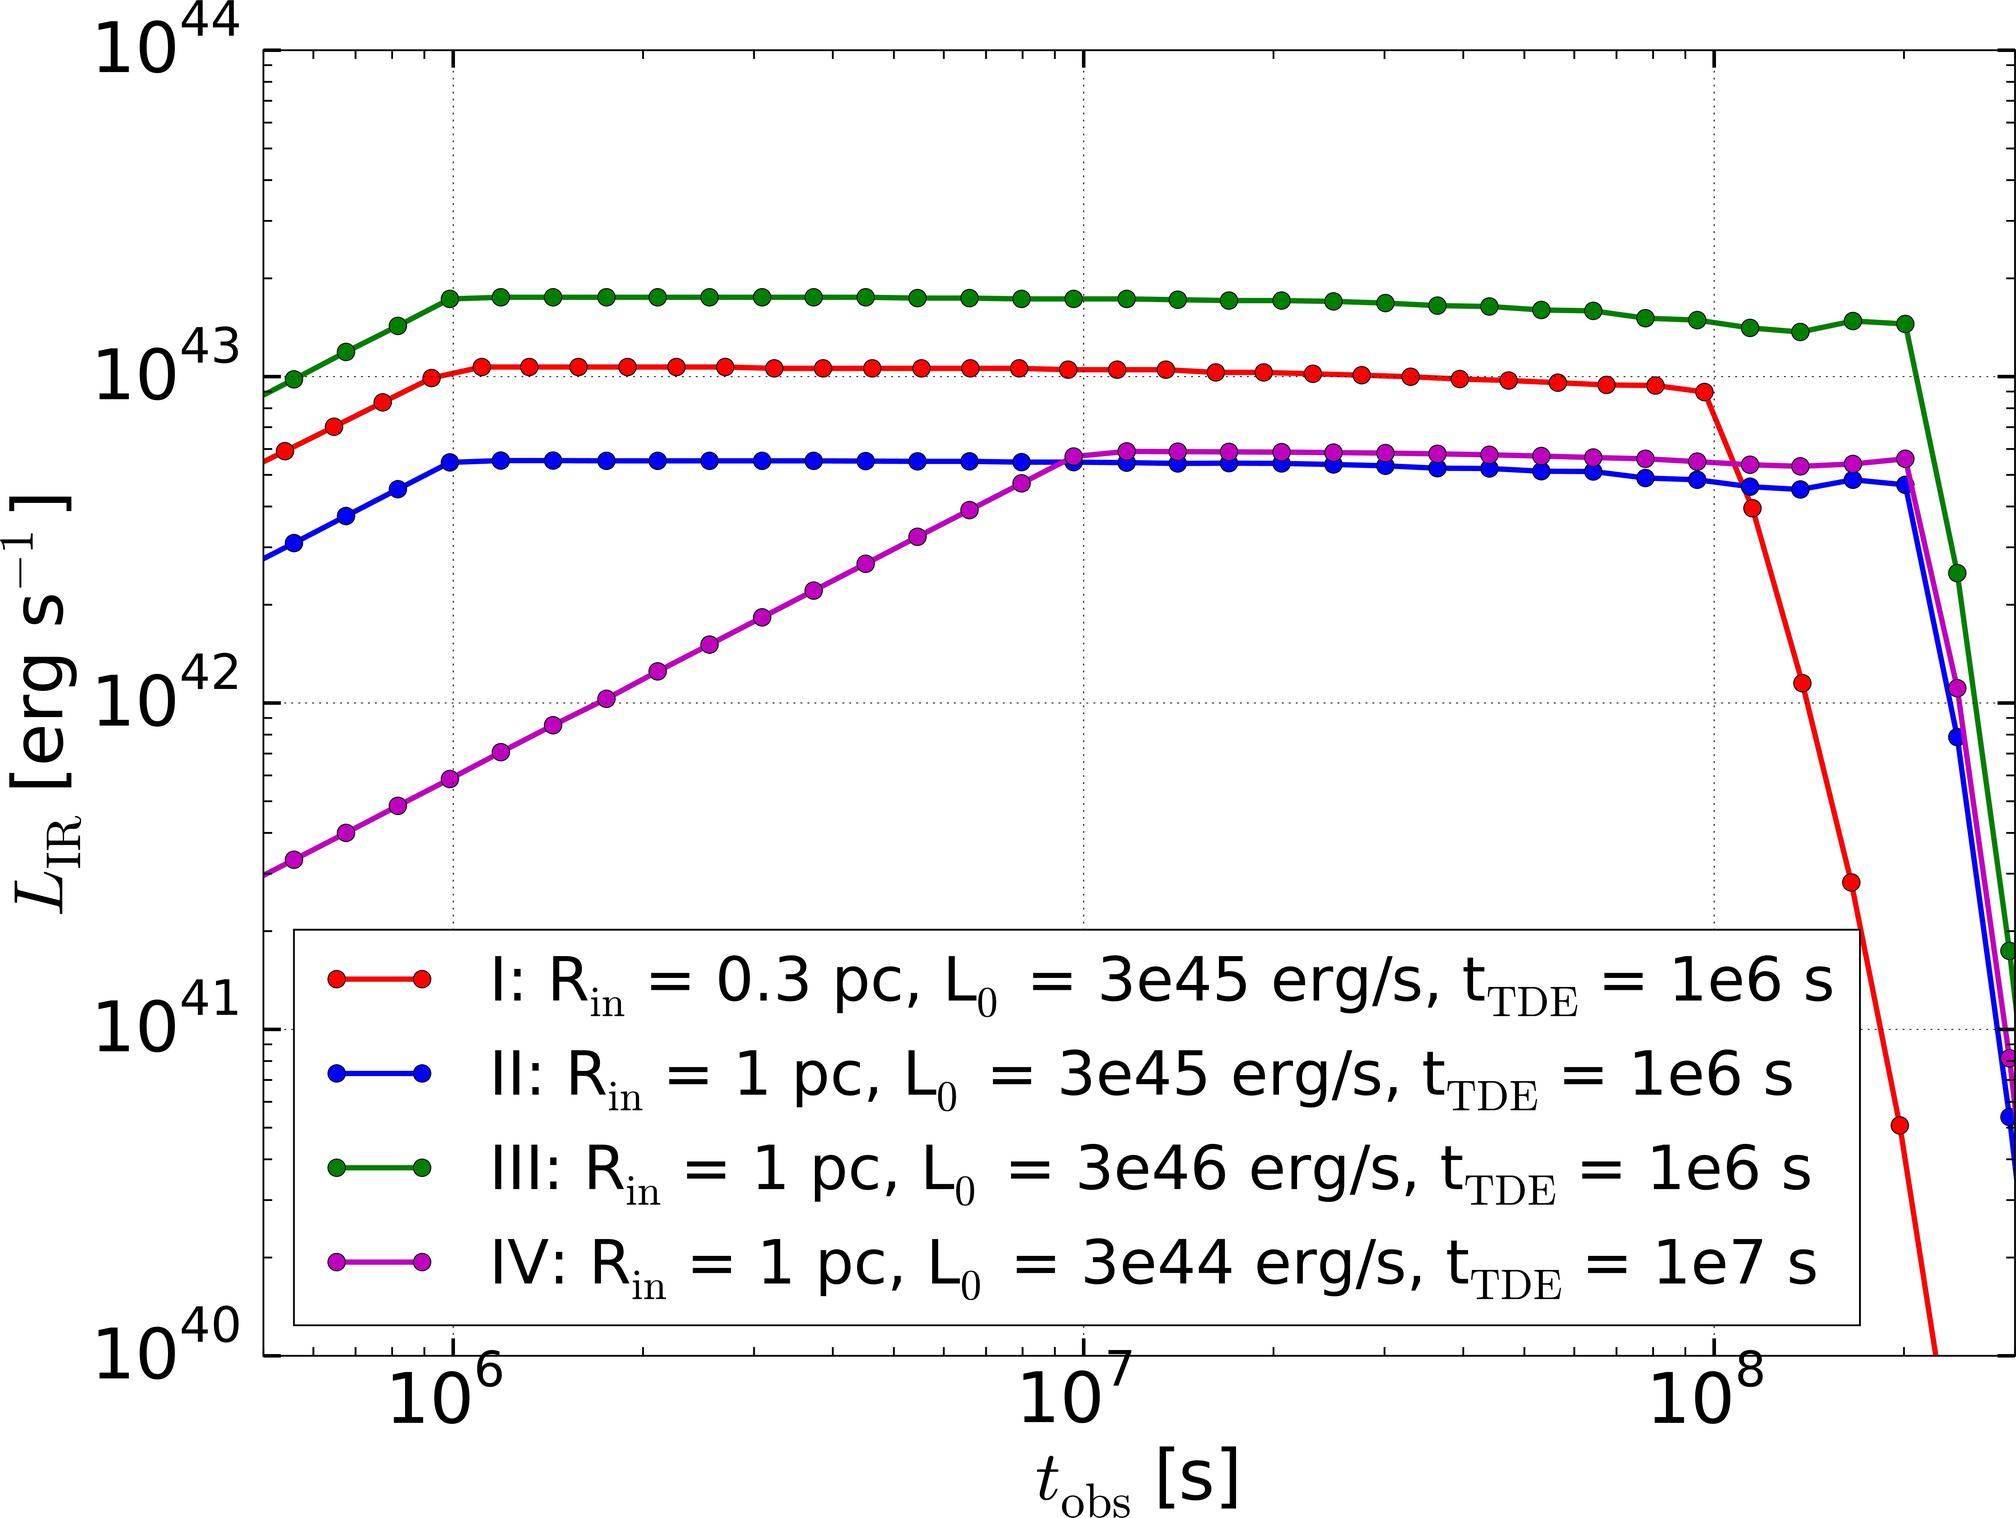 10^44
10^43
10^42
10^41
10^40
L_IR [erg s^−1]
I: R_in = 0.3 pc, L_0 = 3e45 erg/s, t_TDE = 1e6 s
II: R_in = 1 pc, L_0 = 3e45 erg/s, t_TDE = 1e6 s
III: R_in = 1 pc, L_0 = 3e46 erg/s, t_TDE = 1e6 s
IV: R_in = 1 pc, L_0 = 3e44 erg/s, t_TDE = 1e7 s
10^6 10^7 10^8
t_obs [s]